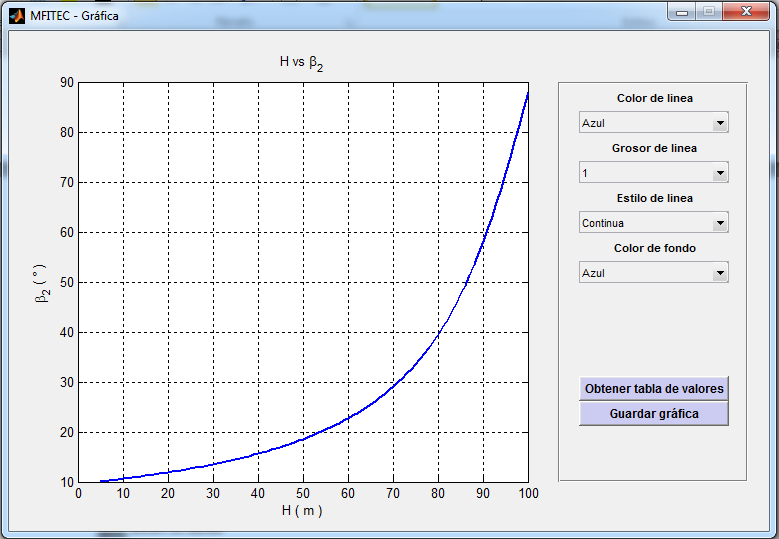 MFITEC - Gráfica
H vs β2
90
80
70
60
50
40
30
20
10
β2 ( ° )
0 10 20 30 40 50 60 70 80 90 100
H ( m )
Color de linea
Azul
Grosor de linea
1
Estilo de linea
Continua
Color de fondo
Azul
Obtener tabla de valores
Guardar gráfica